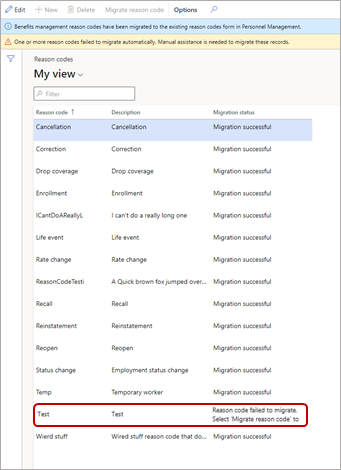 Edit New Delete Migrate reason code Options
Benefits management reason codes have been migrated to the existing reason codes form in Personnel Management.
One or more reason codes failed to migrate automatically. Manual assistance is needed to migrate these records.
Reason codes
My view
Filter
Reason code ↑ Description Migration status
Cancellation Cancellation Migration successful
Correction Correction Migration successful
Drop coverage Drop coverage Migration successful
Enrollment Enrollment Migration successful
ICantDoAReallyL I can't do a really long one Migration successful
Life event Life event Migration successful
Rate change Rate change Migration successful
ReasonCodeTesti A Quick brown fox jumped over... Migration successful
Recall Recall Migration successful
Reinstatement Reinstatement Migration successful
Reopen Reopen Migration successful
Status change Employment status change Migration successful
Temp Temporary worker Migration successful
Test Test Reason code failed to migrate.
Select 'Migrate reason code' to
Wierd stuff Wired stuff reason code that do... Migration successful